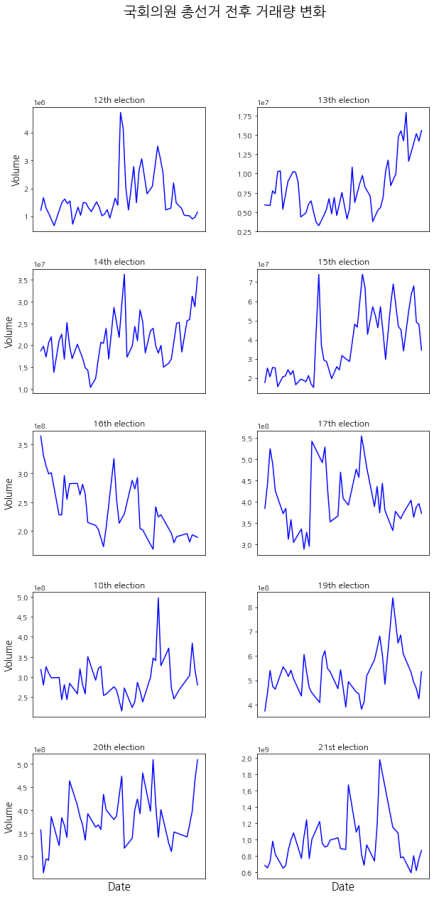 국회의원 총선거 전후 거래량 변화
12th election
1e6
4
3
2
1
Volume
13th election
1e7
17.5
1.50
1.25
1.00
0.75
0.50
0.25
14th election
1e7
3.5
3.0
2.5
2.0
1.5
1.0
Volume
15th election
1e7
7
6
5
4
3
2
16th election
1e8
3.5
3.0
2.5
2.0
Volume
17th election
1e8
5.5
5.0
4.5
4.0
3.5
3.0
18th election
1e8
5.0
4.5
4.0
3.5
3.0
2.5
Volume
19th election
1e8
8
7
6
5
4
20th election
1e8
5.0
4.5
4.0
3.5
3.0
Volume
Date
21st election
1e9
2.0
1.8
1.6
1.4
1.2
1.0
0.8
0.6
Date